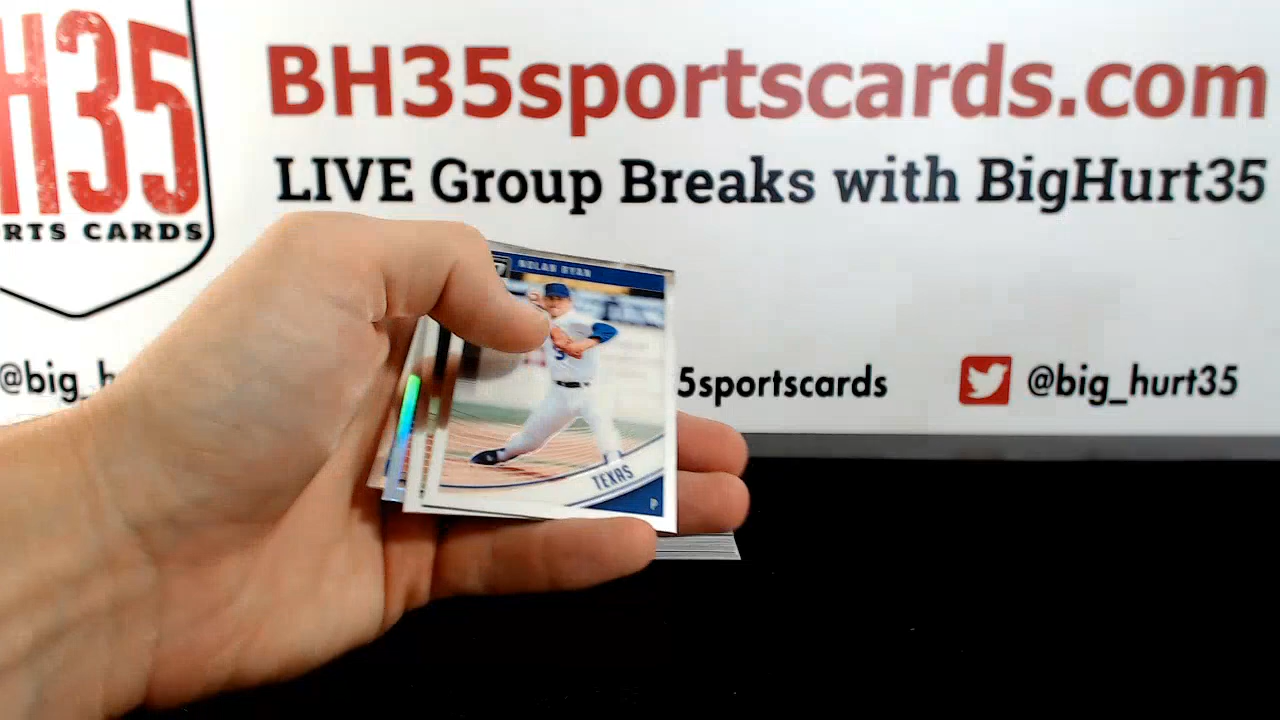 H35
RTS CARDS
BH35sportscards.com
LIVE Group Breaks with BigHurt35
@big_h
5sportscards
@big_hurt35
NOLAN RYAN
TEXAS
P